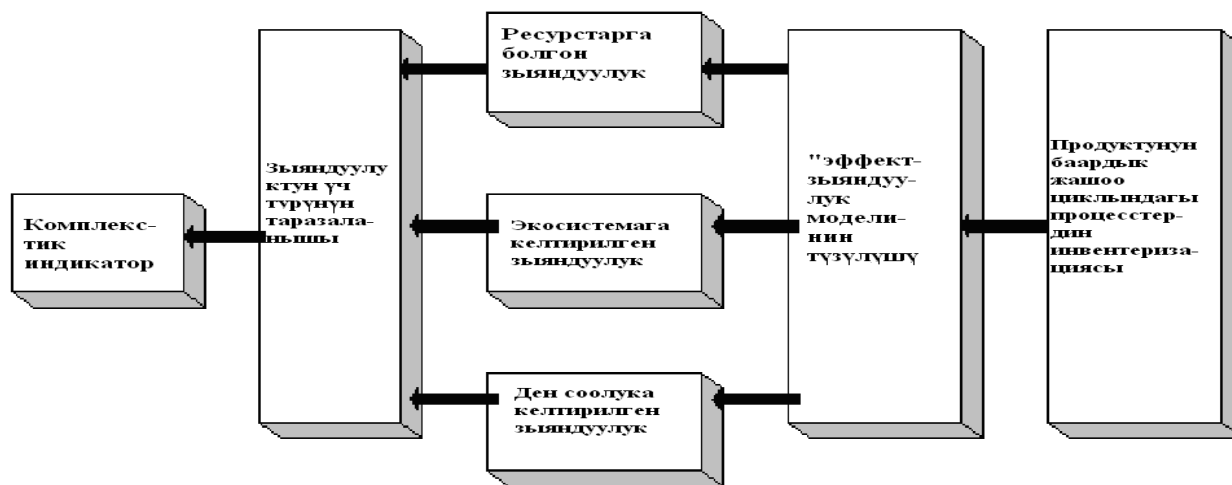 Комплекс-
тик
индикатор
Зыяндуулу
ктун үч
түрүнүн
таразала-
нышы
Ресурстарга
болгон
зыяндуулук
Экосистемага
келтирилген
зыяндуулук
Ден соолука
келтирилген
зыяндуулук
"эффект-
зыяндуу-
лук
модели-
нин
түзүлүшү
Продуктунун
баардык
жашоо
циклындагы
процесстер-
дин
инвентериза-
циясы